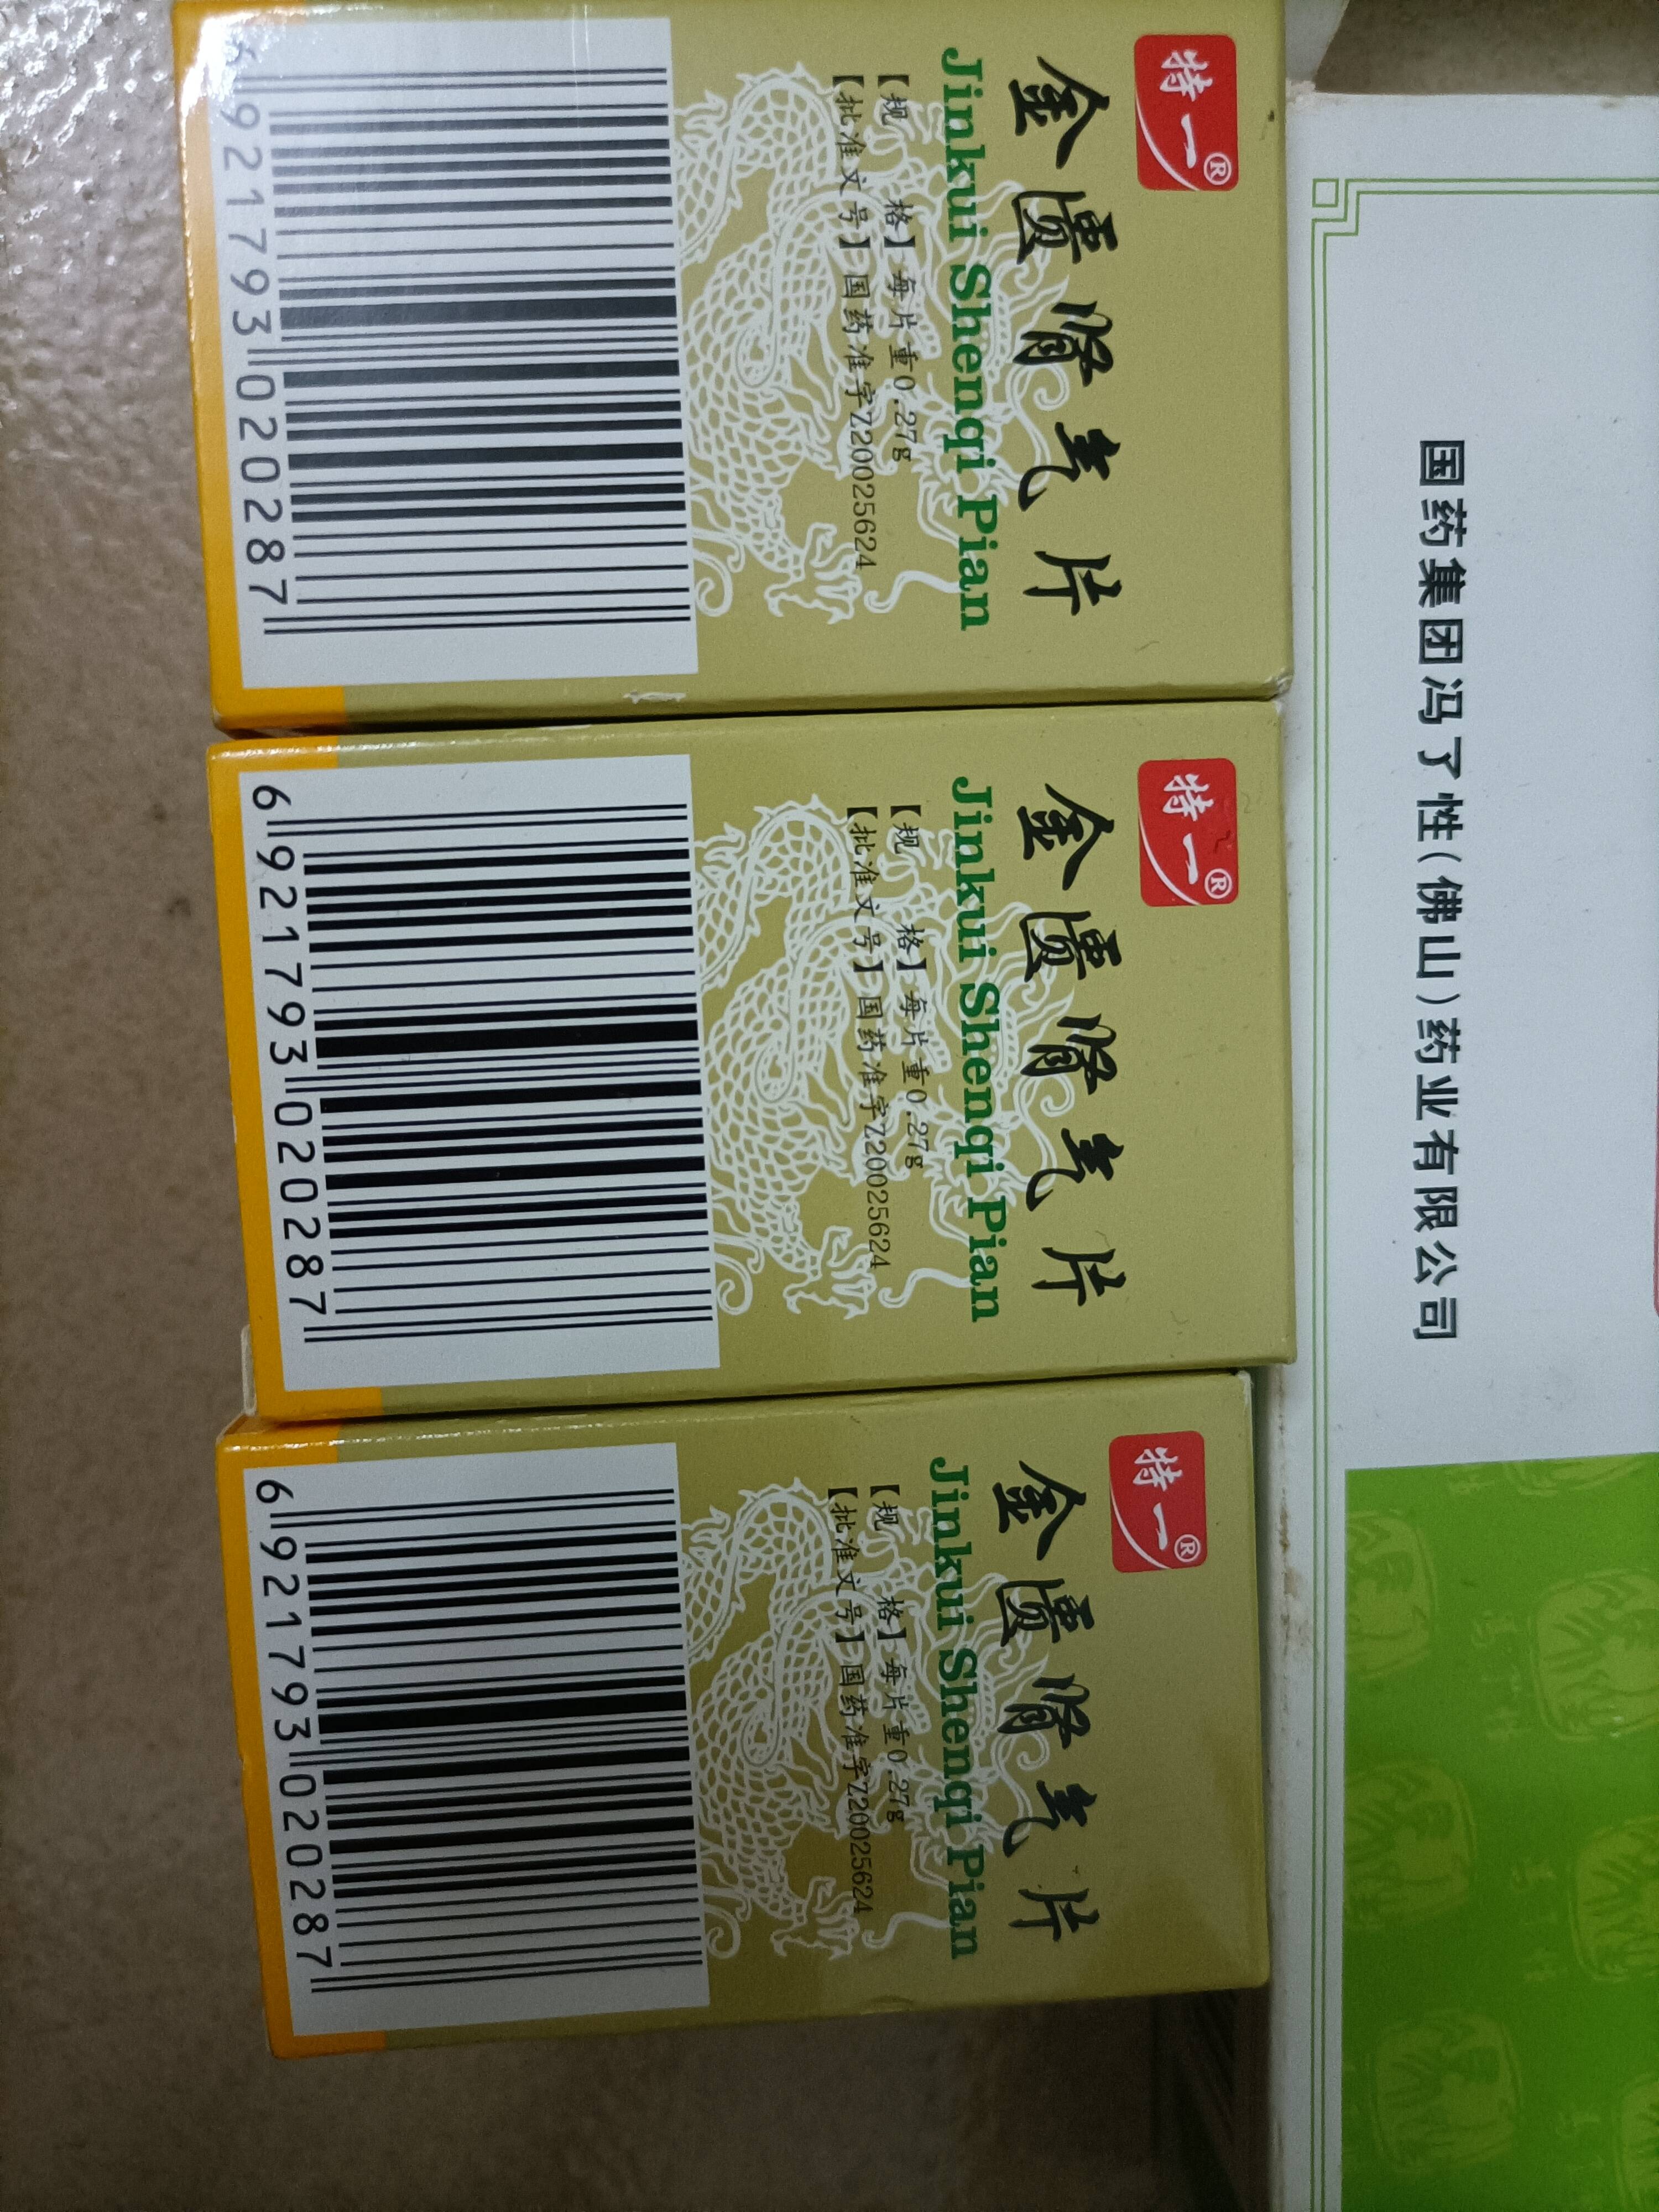 特一®
金匮肾气片
Jinkui Shenqi Pian
【规 格】每片重0.27g
【批准文号】国药准字Z20025624
6 921793 020287
特一®
金匮肾气片
Jinkui Shenqi Pian
【规 格】每片重0.27g
【批准文号】国药准字Z20025624
6 921793 020287
特一®
金匮肾气片
Jinkui Shenqi Pian
【规 格】每片重0.27g
【批准文号】国药准字Z20025624
6 921793 020287
国药集团冯了性(佛山)药业有限公司